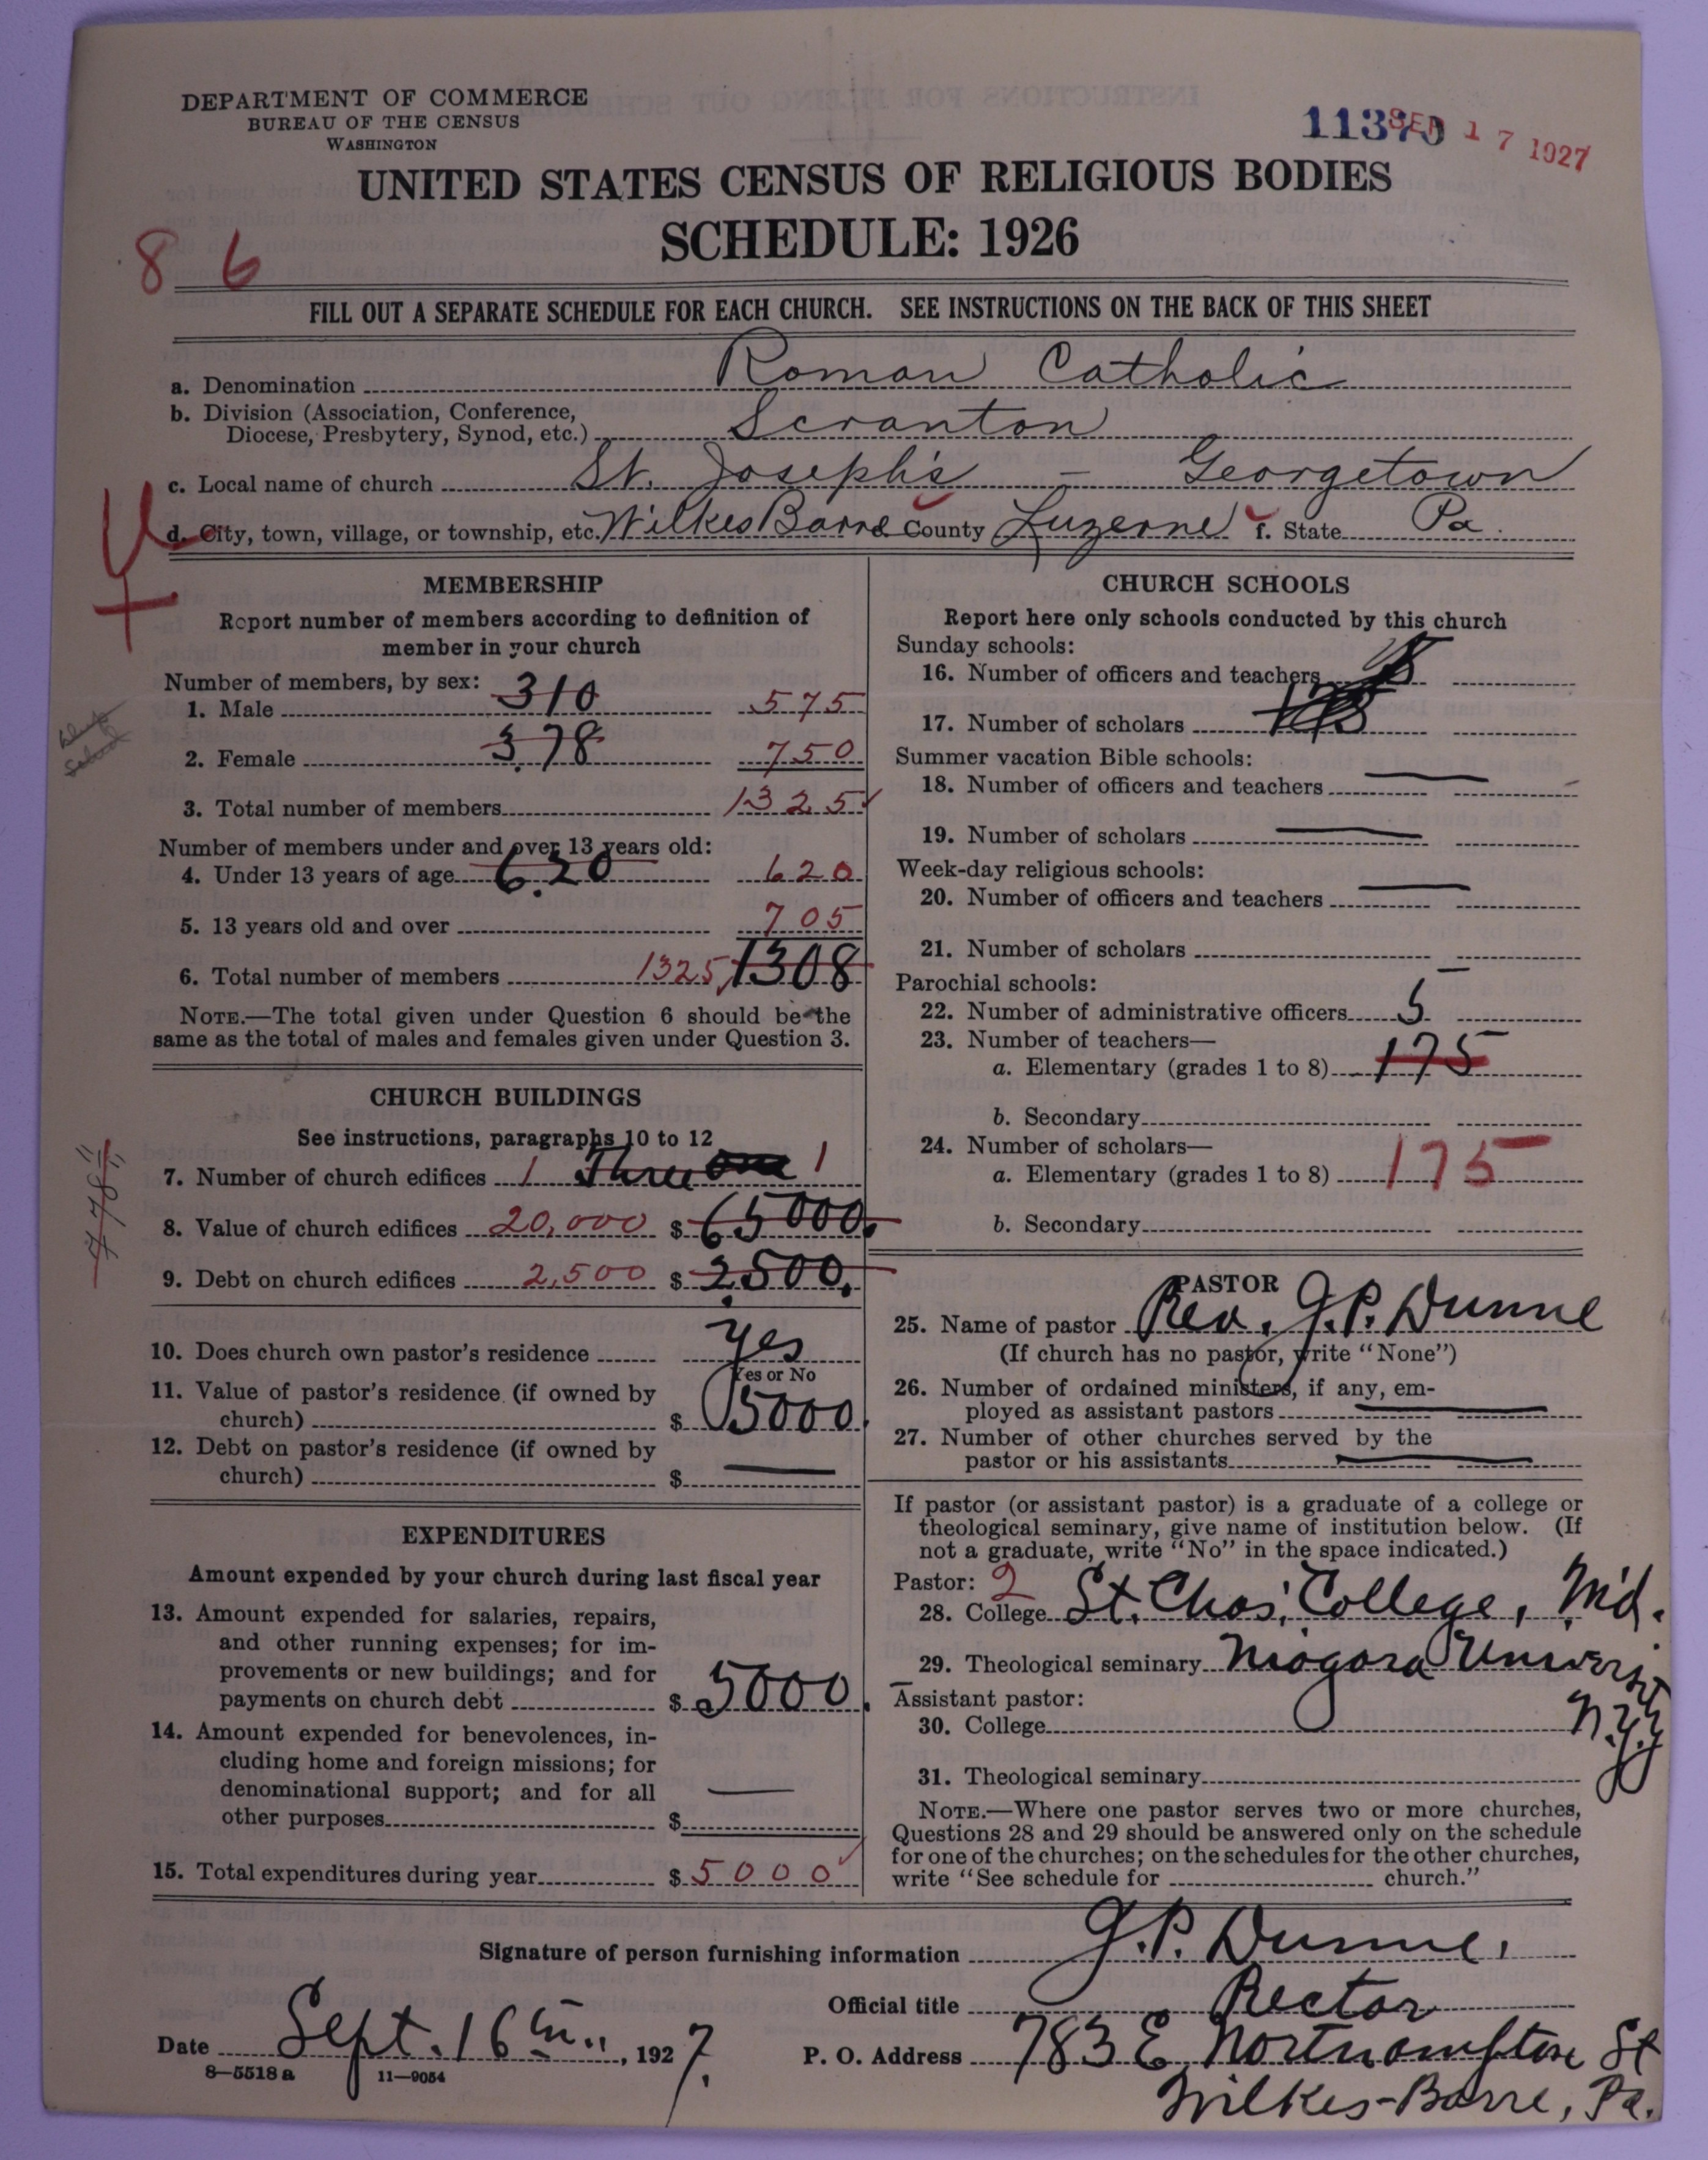 DEPARTMENT OF COMMERCE
BUREAU OF THE CENSUS
WASHINGTON
11370 SEP 17 1927
UNITED STATES CENSUS OF RELIGIOUS BODIES
SCHEDULE: 1926
8 6
FILL OUT A SEPARATE SCHEDULE FOR EACH CHURCH. SEE INSTRUCTIONS ON THE BACK OF THIS SHEET
a. Denomination Roman Catholic
b. Division (Association, Conference,
Diocese, Presbytery, Synod, etc.) Scranton
c. Local name of church St. Joseph's - Georgetown
d. City, town, village, or township, etc. Wilkes Barre County Luzerne f. State Pa.
MEMBERSHIP
Report number of members according to definition of
member in your church
Number of members, by sex:
1. Male 310 575
2. Female 378 750
3. Total number of members 1325
Number of members under and over 13 years old:
4. Under 13 years of age 620 620
5. 13 years old and over 705
6. Total number of members 1325 1308
NOTE.—The total given under Question 6 should be the
same as the total of males and females given under Question 3.
CHURCH BUILDINGS
See instructions, paragraphs 10 to 12
7. Number of church edifices 1 Three one 1
8. Value of church edifices 20,000 $ 65000.
9. Debt on church edifices 2,500 $ 2500.
10. Does church own pastor's residence yes
Yes or No
11. Value of pastor's residence (if owned by
church) $ 15000.
12. Debt on pastor's residence (if owned by
church) $ —
EXPENDITURES
Amount expended by your church during last fiscal year
13. Amount expended for salaries, repairs,
and other running expenses; for im-
provements or new buildings; and for
payments on church debt $ 5000.
14. Amount expended for benevolences, in-
cluding home and foreign missions; for
denominational support; and for all
other purposes $ —
15. Total expenditures during year $ 5000
CHURCH SCHOOLS
Report here only schools conducted by this church
Sunday schools:
16. Number of officers and teachers
17. Number of scholars
Summer vacation Bible schools:
18. Number of officers and teachers —
19. Number of scholars —
Week-day religious schools:
20. Number of officers and teachers —
21. Number of scholars
Parochial schools:
22. Number of administrative officers 5
23. Number of teachers—
a. Elementary (grades 1 to 8) 175
b. Secondary
24. Number of scholars—
a. Elementary (grades 1 to 8) 175
b. Secondary
PASTOR
25. Name of pastor Rev. J.P. Dunne
(If church has no pastor, write "None")
26. Number of ordained ministers, if any, em-
ployed as assistant pastors —
27. Number of other churches served by the
pastor or his assistants —
If pastor (or assistant pastor) is a graduate of a college or
theological seminary, give name of institution below. (If
not a graduate, write "No" in the space indicated.)
Pastor: 2
28. College St. Chas', College, Md.
29. Theological seminary Niagara University
N.Y.
Assistant pastor:
30. College
31. Theological seminary
NOTE.—Where one pastor serves two or more churches,
Questions 28 and 29 should be answered only on the schedule
for one of the churches; on the schedules for the other churches,
write "See schedule for church."
Signature of person furnishing information J.P. Dunne,
Official title Rector
Date Sept. 16th, 1927.
P. O. Address 783 E. Northampton St
Wilkes-Barre, Pa.
8—5518 a 11—9054